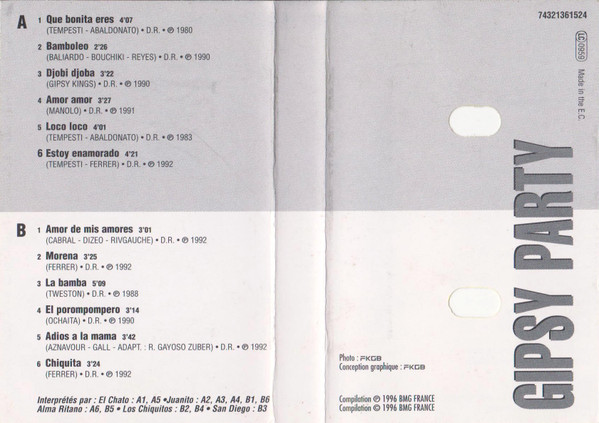 A
1 Que bonita eres 4'07
(TEMPESTI - ABALDONATO) • D.R. • ℗ 1980
2 Bamboleo 2'26
(BALIARDO - BOUCHIKI - REYES) • D.R. • ℗ 1990
3 Djobi djoba 3'22
(GIPSY KINGS) • D.R. • ℗ 1990
4 Amor amor 3'27
(MANOLO) • D.R. • ℗ 1991
5 Loco loco 4'01
(TEMPESTI - ABALDONATO) • D.R. • ℗ 1983
6 Estoy enamorado 4'21
(TEMPESTI - FERRER) • D.R. • ℗ 1992
B
1 Amor de mis amores 3'01
(CABRAL - DIZEO - RIVGAUCHE) • D.R. • ℗ 1992
2 Morena 3'25
(FERRER) • D.R. • ℗ 1992
3 La bamba 5'09
(TWESTON) • D.R. • ℗ 1988
4 El porompompero 3'14
(OCHAITA) • D.R. • ℗ 1990
5 Adios a la mama 3'42
(AZNAVOUR - GALL - ADAPT. : R. GAYOSO ZUBER) • D.R. • ℗ 1992
6 Chiquita 3'24
(FERRER) • D.R. • ℗ 1992
Interprétés par : El Chato : A1, A5 •Juanito : A2, A3, A4, B1, B6
Alma Ritano : A6, B5 • Los Chiquitos : B2, B4 • San Diego : B3
74321361524
LC 0959
Made in the E.C.
GIPSY PARTY
Photo : FKGB
Conception graphique : FKGB
Compilation ℗ 1996 BMG FRANCE
Compilation © 1996 BMG FRANCE